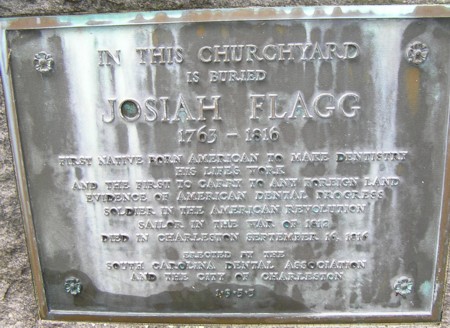 IN THIS CHURCHYARD
IS BURIED
JOSIAH FLAGG
1763 - 1816
FIRST NATIVE BORN AMERICAN TO MAKE DENTISTRY
HIS LIFE'S WORK
AND THE FIRST TO CARRY TO ANY FOREIGN LAND
EVIDENCE OF AMERICAN DENTAL PROGRESS
SOLDIER IN THE AMERICAN REVOLUTION
SAILOR IN THE WAR OF 1812
DIED IN CHARLESTON SEPTEMBER 16, 1816
ERECTED BY THE
SOUTH CAROLINA DENTAL ASSOCIATION
AND THE CITY OF CHARLESTON